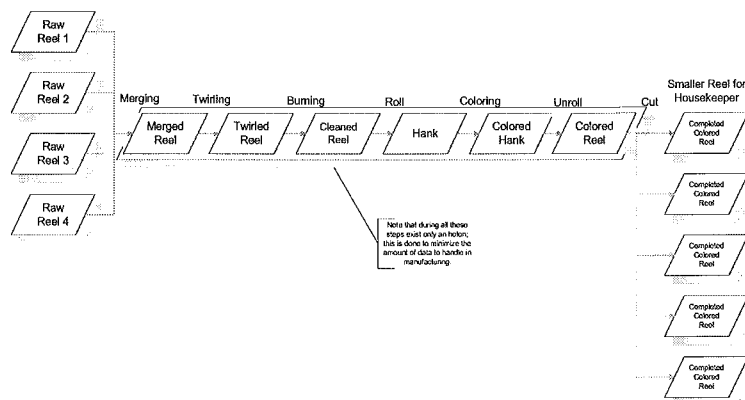 Raw
Reel 1
Raw
Reel 2
Raw
Reel 3
Raw
Reel 4
Merging
Twirling
Burning
Roll
Coloring
Unroll
Cut
Merged
Reel
Twirled
Reel
Cleaned
Reel
Hank
Colored
Hank
Colored
Reel
Note that during all these
steps exist only an holon;
this is done to minimize the
amount of data to handle in
manufacturing.
Smaller Reel for
Housekeeper
Completed
Colored
Reel
Completed
Colored
Reel
Completed
Colored
Reel
Completed
Colored
Reel
Completed
Colored
Reel